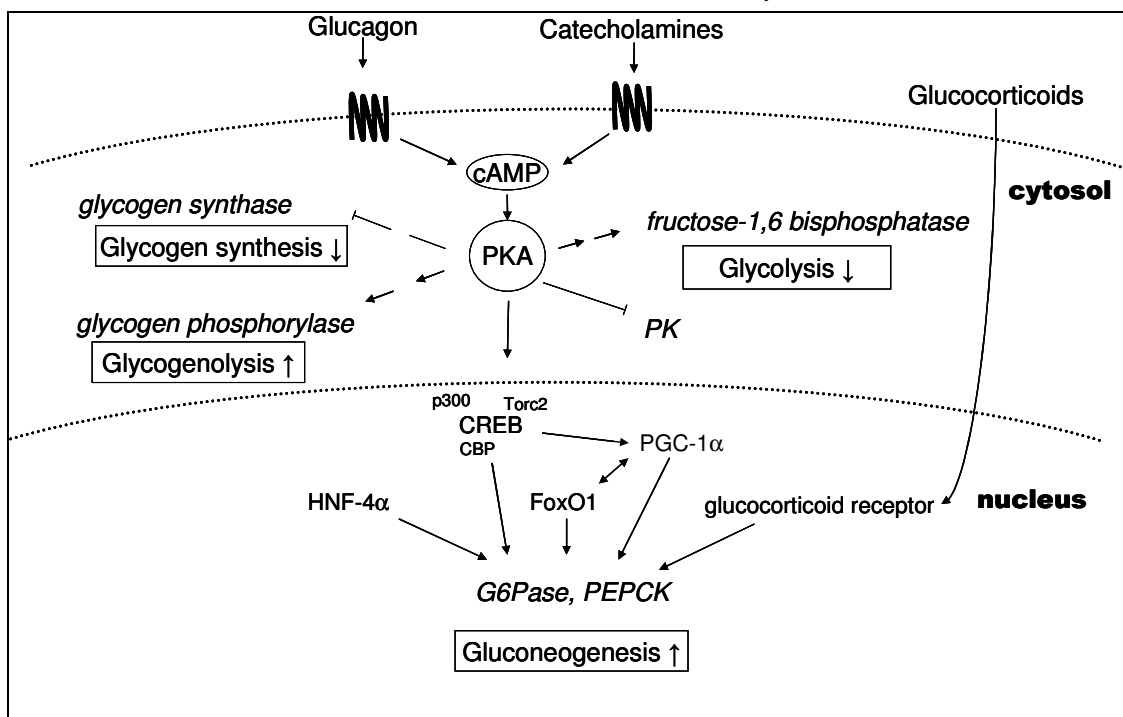 Glucagon
Catecholamines
Glucocorticoids
cAMP
cytosol
glycogen synthase
Glycogen synthesis ↓
PKA
fructose-1,6 bisphosphatase
Glycolysis ↓
glycogen phosphorylase
Glycogenolysis ↑
PK
p300
Torc2
CREB
CBP
PGC-1α
HNF-4α
FoxO1
glucocorticoid receptor
nucleus
G6Pase, PEPCK
Gluconeogenesis ↑